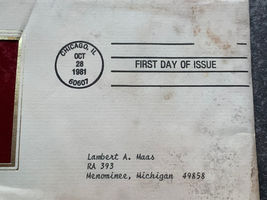 CHICAGO, IL
OCT
28
1981
60607
FIRST DAY OF ISSUE
Lambert A. Maas
RA 393
Menominee, Michigan 49858